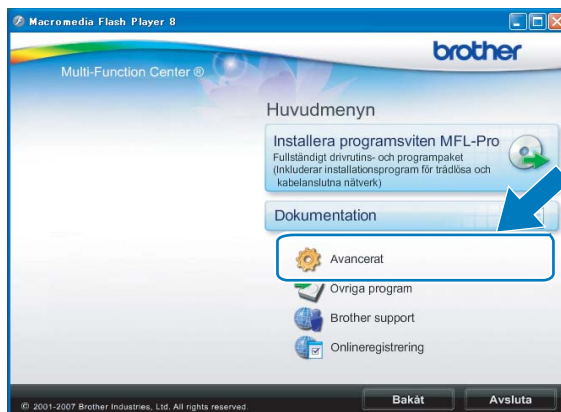 Macromedia Flash Player 8
brother
Multi-Function Center ®
Huvudmenyn
Installera programsviten MFL-Pro
Fullständigt drivrutins- och programpaket
(Inkluderar installationsprogram för trådlösa och
kabelanslutna nätverk)
Dokumentation
Avancerat
Övriga program
Brother support
Onlineregistrering
© 2001-2007 Brother Industries, Ltd. All rights reserved.
Bakåt
Avsluta